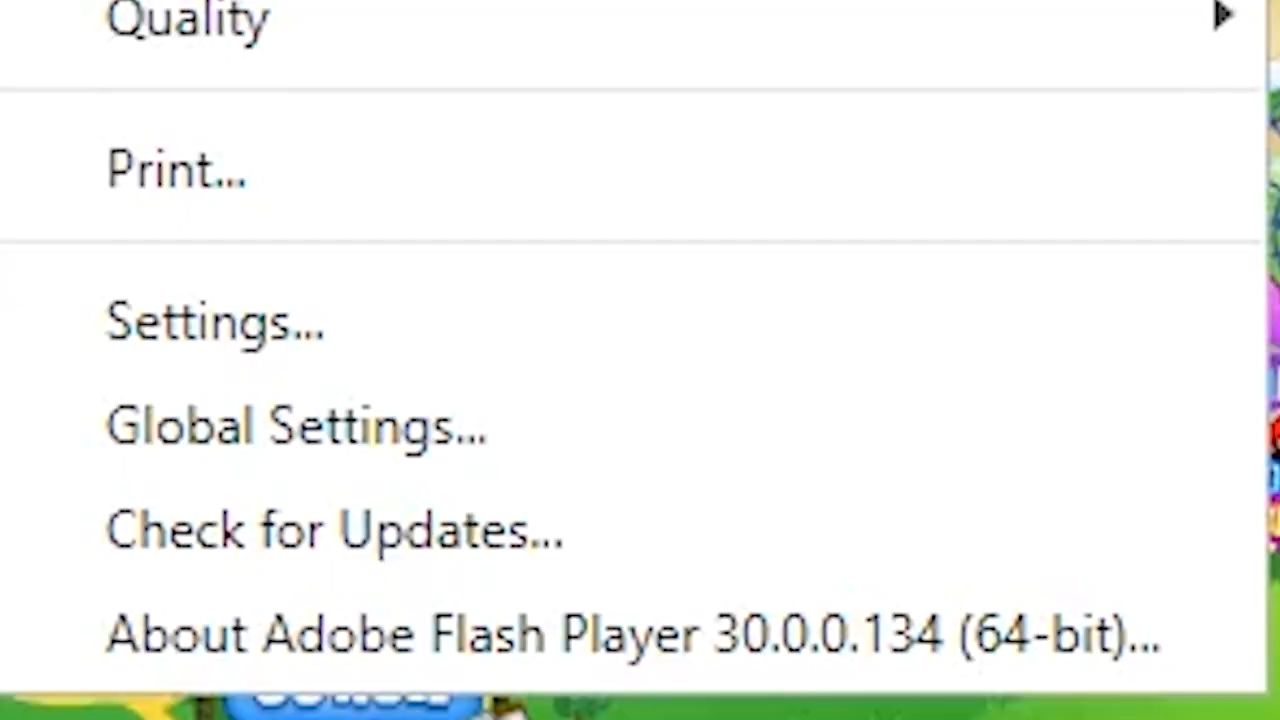 Quality
Print...
Settings...
Global Settings...
Check for Updates...
About Adobe Flash Player 30.0.0.134 (64-bit)...